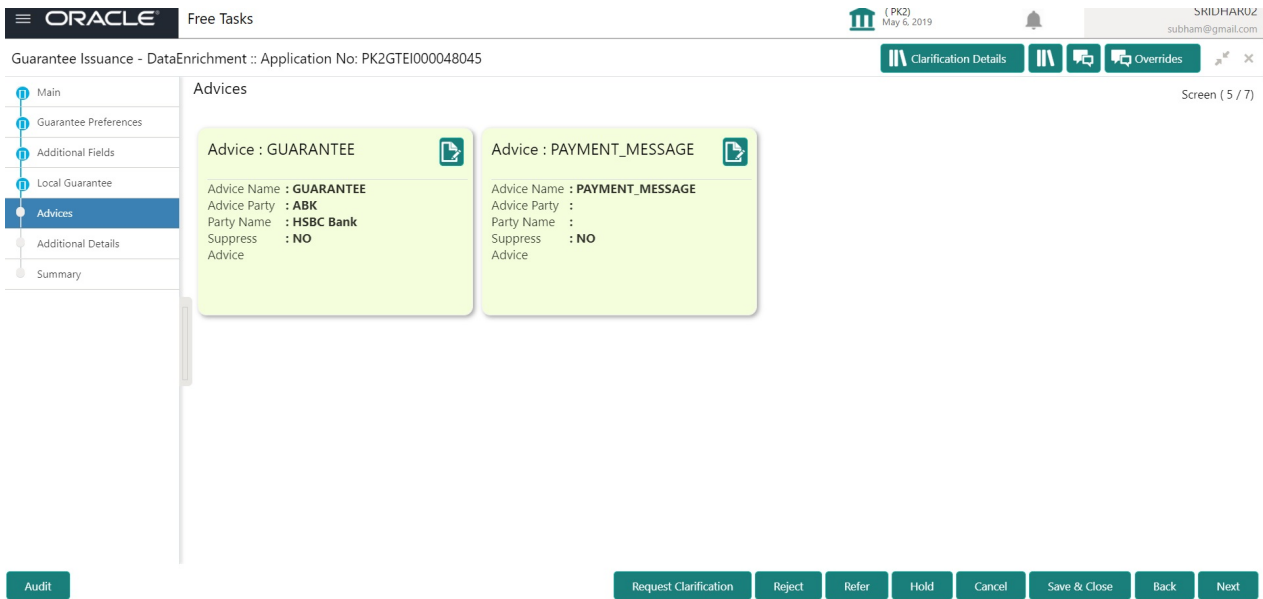 ORACLE®
Free Tasks
( PK2)
May 6, 2019
SRIDHAR02
subham@gmail.com
Guarantee Issuance - DataEnrichment :: Application No: PK2GTEI000048045
Clarification Details
Overrides
Main
Guarantee Preferences
Additional Fields
Local Guarantee
Advices
Additional Details
Summary
Advices
Screen ( 5 / 7)
Advice : GUARANTEE
Advice Name : GUARANTEE
Advice Party : ABK
Party Name : HSBC Bank
Suppress : NO
Advice
Advice : PAYMENT_MESSAGE
Advice Name : PAYMENT_MESSAGE
Advice Party :
Party Name :
Suppress : NO
Advice
Audit
Request Clarification
Reject
Refer
Hold
Cancel
Save & Close
Back
Next